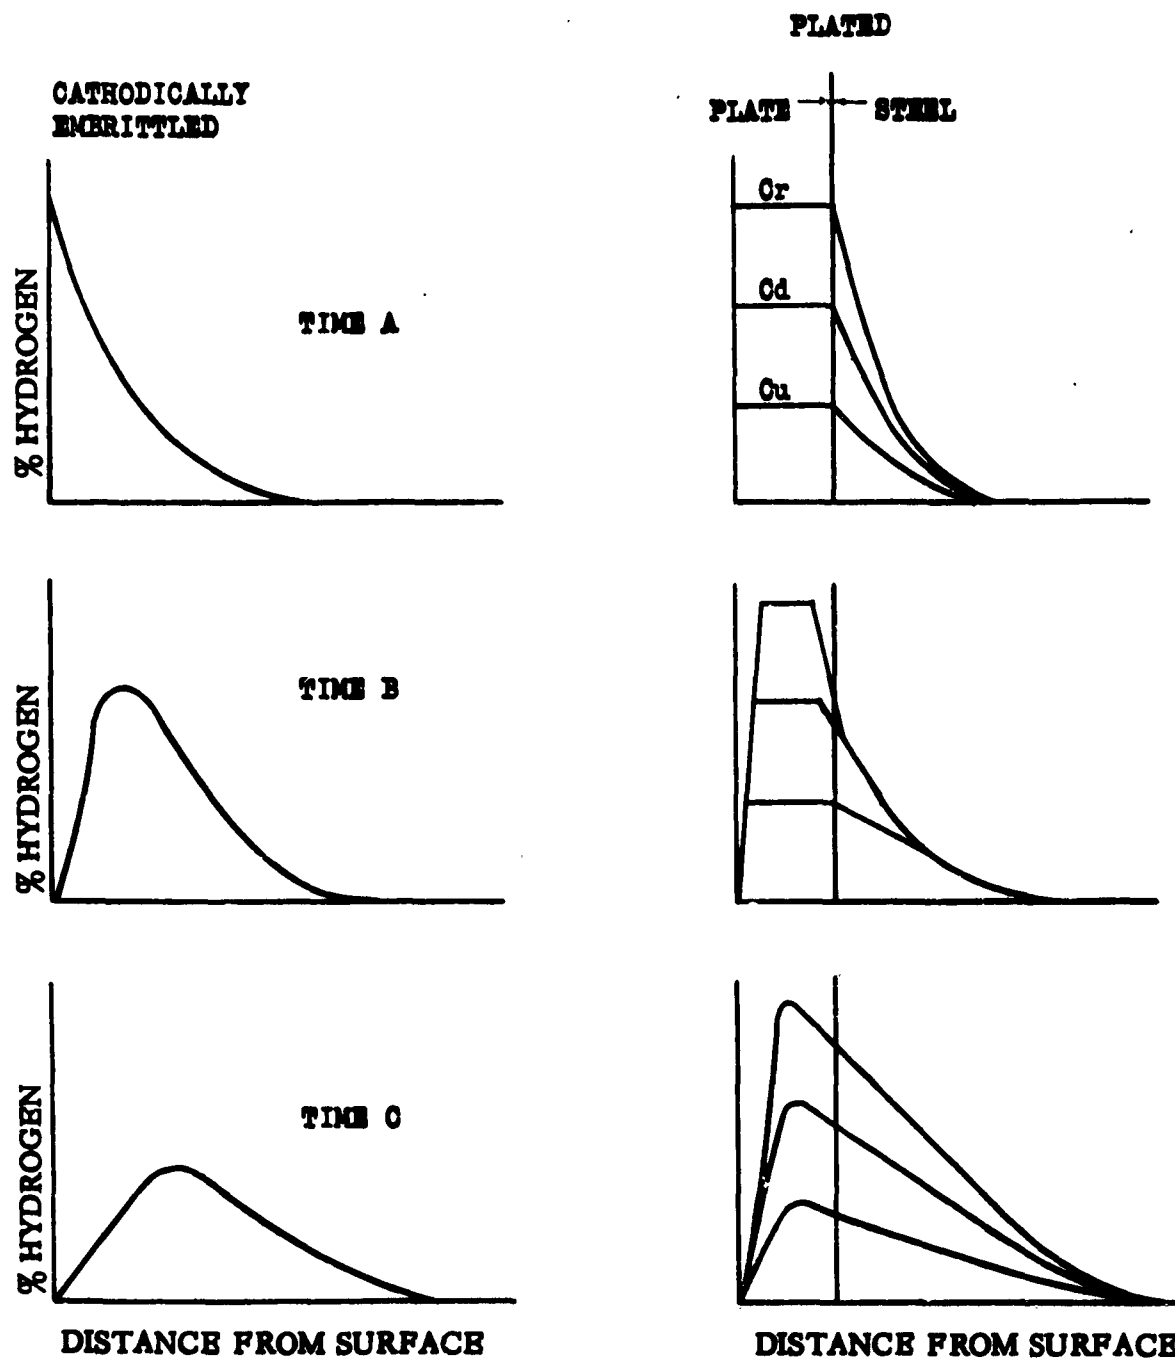 PLATED
CATHODICALLY
EMBRITTLED
PLATE
STEEL
% HYDROGEN
TIME A
Cr
Cd
Cu
% HYDROGEN
TIME B
% HYDROGEN
TIME C
DISTANCE FROM SURFACE
DISTANCE FROM SURFACE